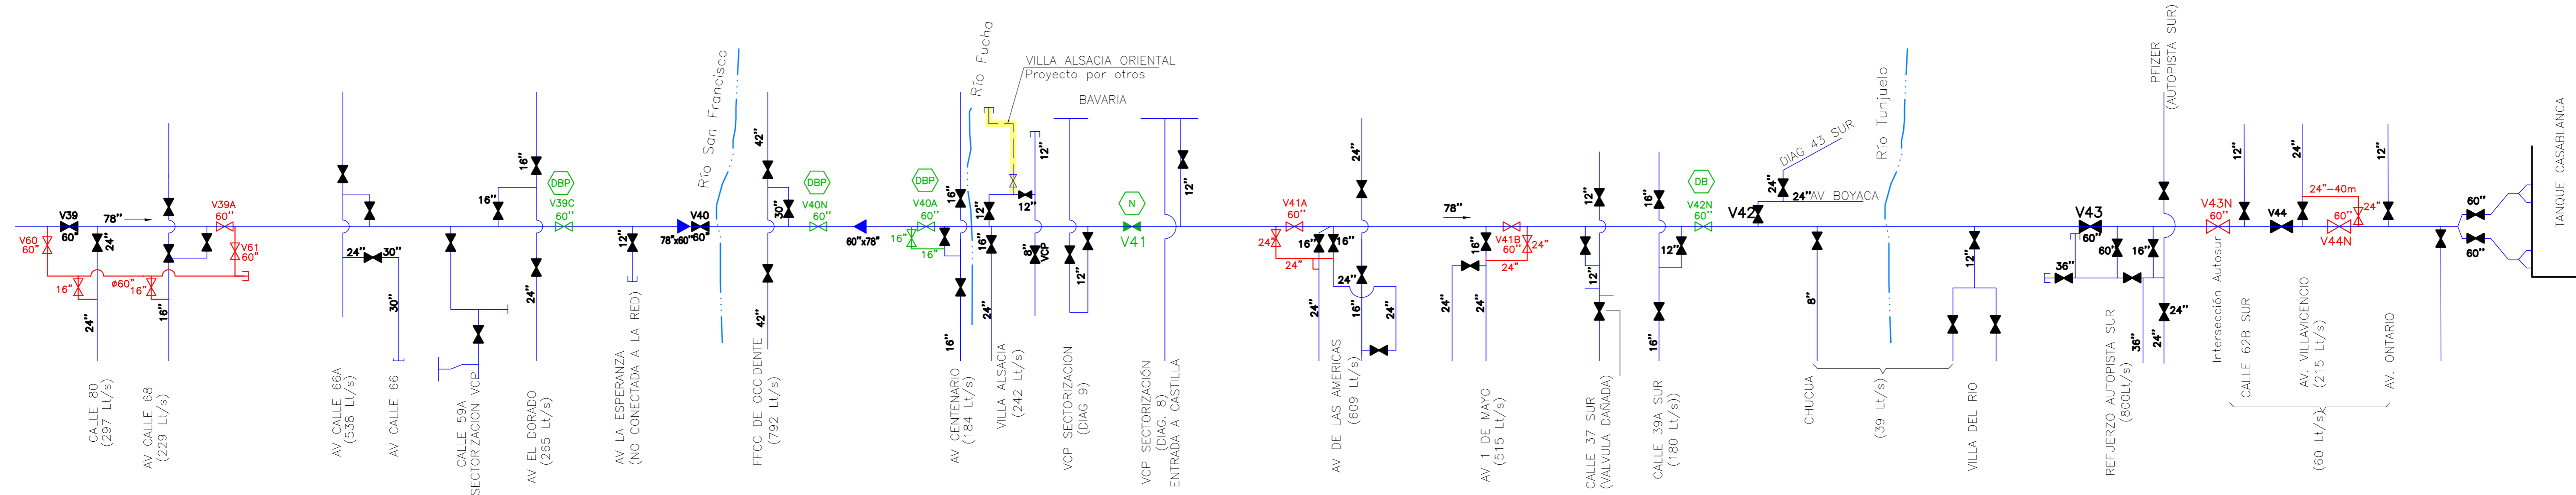 V39
60"
V60
60"
78"
24"
16"
24"
ø60"
16"
16"
V39A
60"
V61
60"
CALLE 80
(297 Lt/s)
AV CALLE 68
(229 Lt/s)
24"
30"
30"
AV CALLE 66A
(538 Lt/s)
AV CALLE 66
CALLE 59A
SECTORIZACION VCP
16"
16"
24"
DBP
V39C
60"
AV EL DORADO
(265 Lt/s)
12"
AV LA ESPERANZA
(NO CONECTADA A LA RED)
78"x60"
V40
60"
Río San Francisco
42"
30"
42"
FFCC DE OCCIDENTE
(792 Lt/s)
DBP
V40N
60"
60"x78"
DBP
V40A
60"
16"
16"
16"
16"
AV CENTENARIO
(184 Lt/s)
Río Fucha
VILLA ALSACIA ORIENTAL
Proyecto por otros
12"
16"
24"
12"
12"
8"
VCP
VILLA ALSACIA
(242 Lt/s)
BAVARIA
12"
VCP SECTORIZACION
(DIAG 9)
N
V41
12"
VCP SECTORIZACIÓN
(DIAG. 8)
ENTRADA A CASTILLA
V41A
60"
24"
24"
16"
16"
24"
24"
24"
16"
24"
AV DE LAS AMERICAS
(609 Lt/s)
78"
16"
24"
24"
V41B
60"
24"
24"
AV 1 DE MAYO
(515 Lt/s)
12"
12"
CALLE 37 SUR
(VALVULA DAÑADA)
16"
12"
16"
CALLE 39A SUR
(180 Lt/s))
DB
V42N
60"
V42
24"
24"
DIAG 43 SUR
AV BOYACA
8"
CHUCUA
(39 Lt/s)
Río Tunjuelo
12"
VILLA DEL RIO
V43
60"
36"
60"
16"
36"
24"
24"
REFUERZO AUTOPISTA SUR
(800Lt/s)
PFIZER
(AUTOPISTA SUR)
V43N
60"
Intersección Autosur
12"
CALLE 62B SUR
V44
24"
24"-40m
24"
60"
V44N
AV. VILLAVICENCIO
(215 Lt/s)
12"
AV. ONTARIO
(60 Lt/s)
60"
60"
TANQUE CASABLANCA